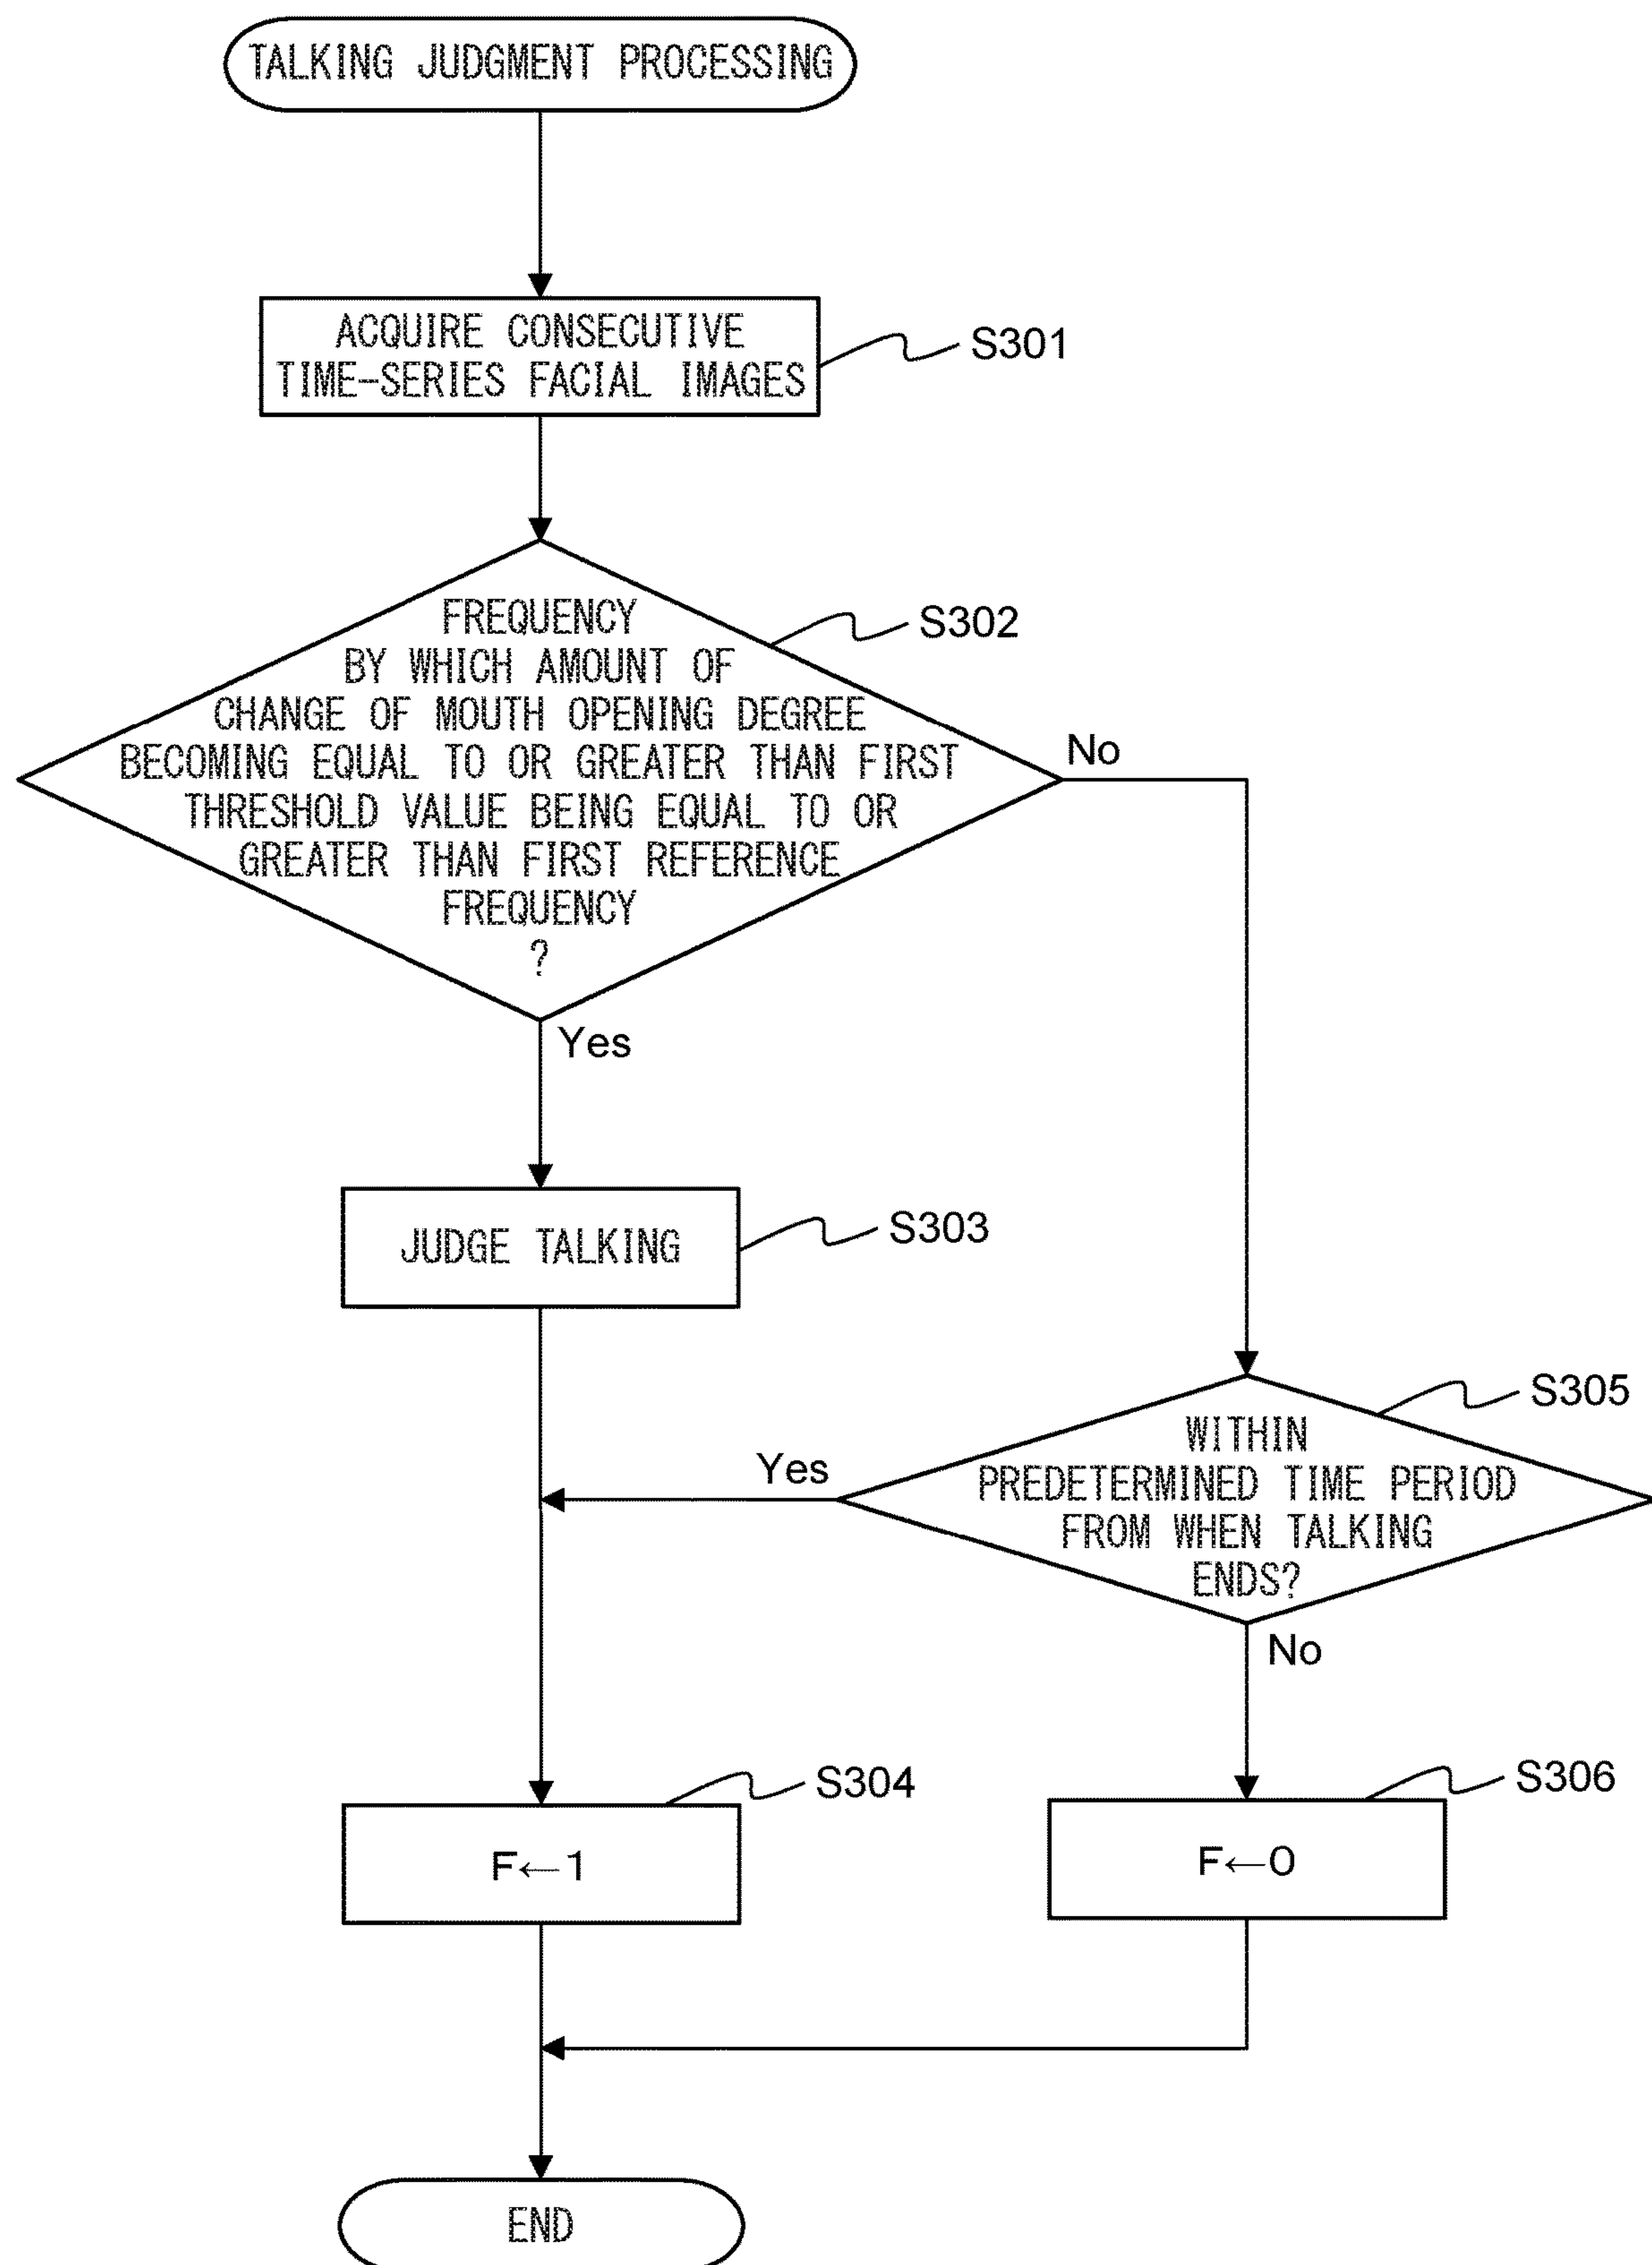 TALKING JUDGMENT PROCESSING
ACQUIRE CONSECUTIVE
TIME-SERIES FACIAL IMAGES
S301
FREQUENCY
BY WHICH AMOUNT OF
CHANGE OF MOUTH OPENING DEGREE
BECOMING EQUAL TO OR GREATER THAN FIRST
THRESHOLD VALUE BEING EQUAL TO OR
GREATER THAN FIRST REFERENCE
FREQUENCY
?
S302
No
Yes
JUDGE TALKING
S303
WITHIN
PREDETERMINED TIME PERIOD
FROM WHEN TALKING
ENDS?
S305
Yes
No
F←1
S304
F←0
S306
END